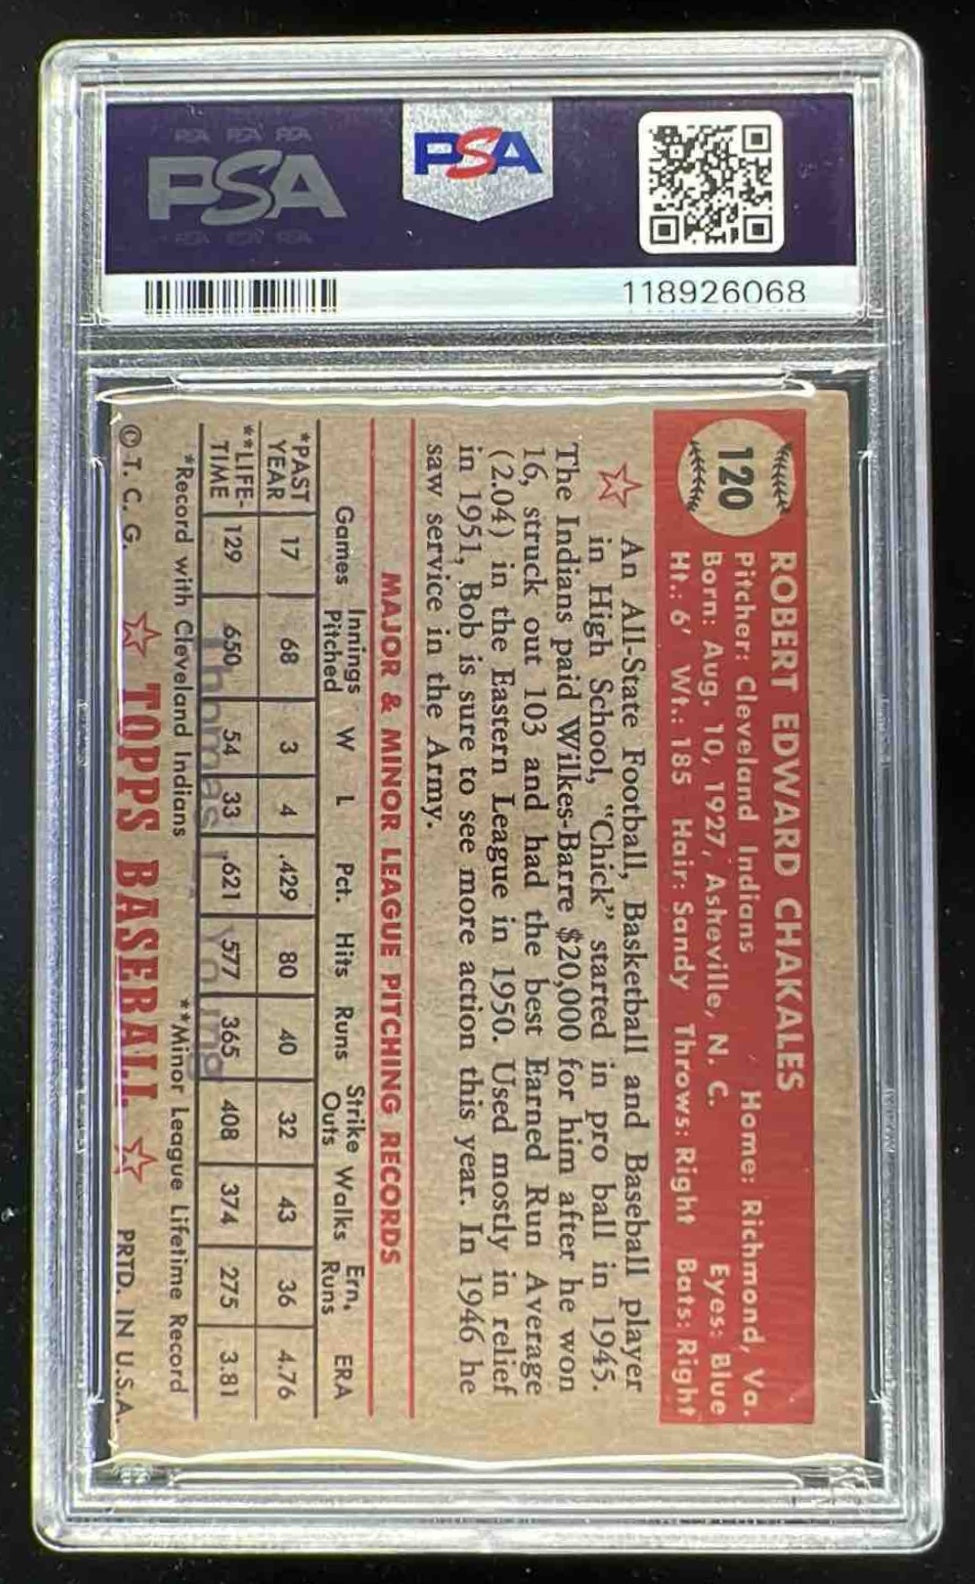 PSA PSA PSA
PSA
PSA PSA PSA
PSA
118926068
120
ROBERT EDWARD CHAKALES
Pitcher: Cleveland Indians Home: Richmond, Va.
Born: Aug. 10, 1927, Asheville, N. C. Eyes: Blue
Ht.: 6' Wt.: 185 Hair: Sandy Throws: Right Bats: Right
An All-State Football, Basketball and Baseball player
in High School, "Chick" started in pro ball in 1945.
The Indians paid Wilkes-Barre $20,000 for him after he won
16, struck out 103 and had the best Earned Run Average
(2.04) in the Eastern League in 1950. Used mostly in relief
in 1951, Bob is sure to see more action this year. In 1946 he
saw service in the Army.
MAJOR & MINOR LEAGUE PITCHING RECORDS
Games Innings Pitched W L Pct. Hits Runs Strike Outs Walks Ern. Runs ERA
*PAST YEAR 17 68 3 4 .429 80 40 32 43 36 4.76
**LIFE-TIME 129 650 54 33 .621 577 365 408 374 275 3.81
Thomas F. Young
*Record with Cleveland Indians **Minor League Lifetime Record
© T. C. G. TOPPS BASEBALL PRTD. IN U.S.A.